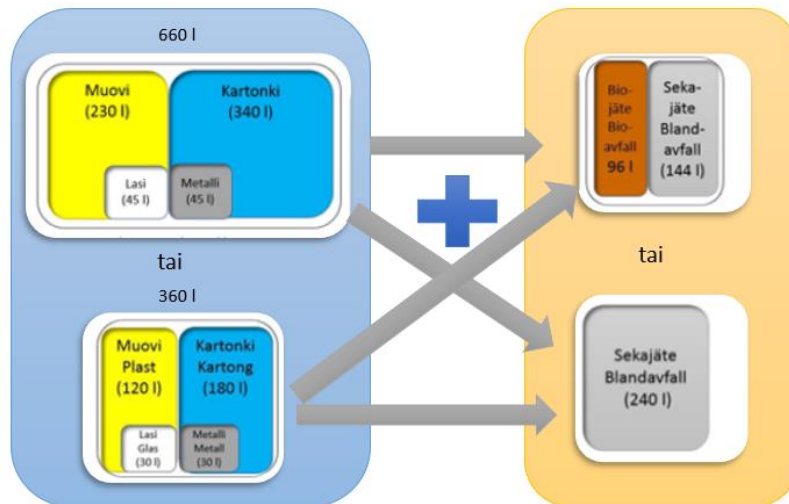 660 l
Muovi
(230 l)
Kartonki
(340 l)
Lasi
(45 l)
Metalli
(45 l)
tai
360 l
Muovi
Plast
(120 l)
Kartonki
Kartong
(180 l)
Lasi
Glas
(30 l)
Metalli
Metall
(30 l)
Bio-
jäte
Bio-
avfall
96 l
Seka-
jäte
Bland-
avfall
(144 l)
tai
Sekajäte
Blandavfall
(240 l)